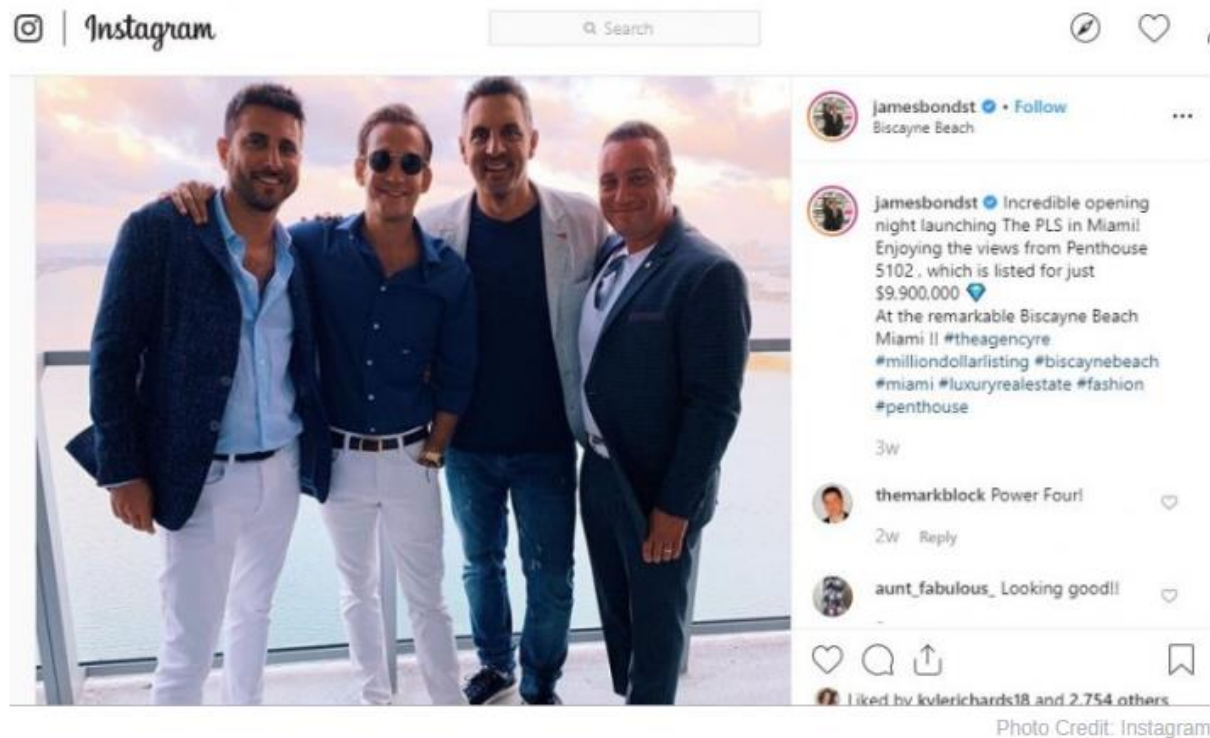 Instagram
Search
jamesbondst • Follow
Biscayne Beach
jamesbondst Incredible opening
night launching The PLS in Miami!
Enjoying the views from Penthouse
5102 , which is listed for just
$9,900,000
At the remarkable Biscayne Beach
Miami || #theagencyre
#milliondollarlisting #biscaynebeach
#miami #luxuryrealestate #fashion
#penthouse
3w
themarkblock Power Four!
2w Reply
aunt_fabulous_ Looking good!!
Liked by kylerichards18 and 2,754 others
Photo Credit: Instagram